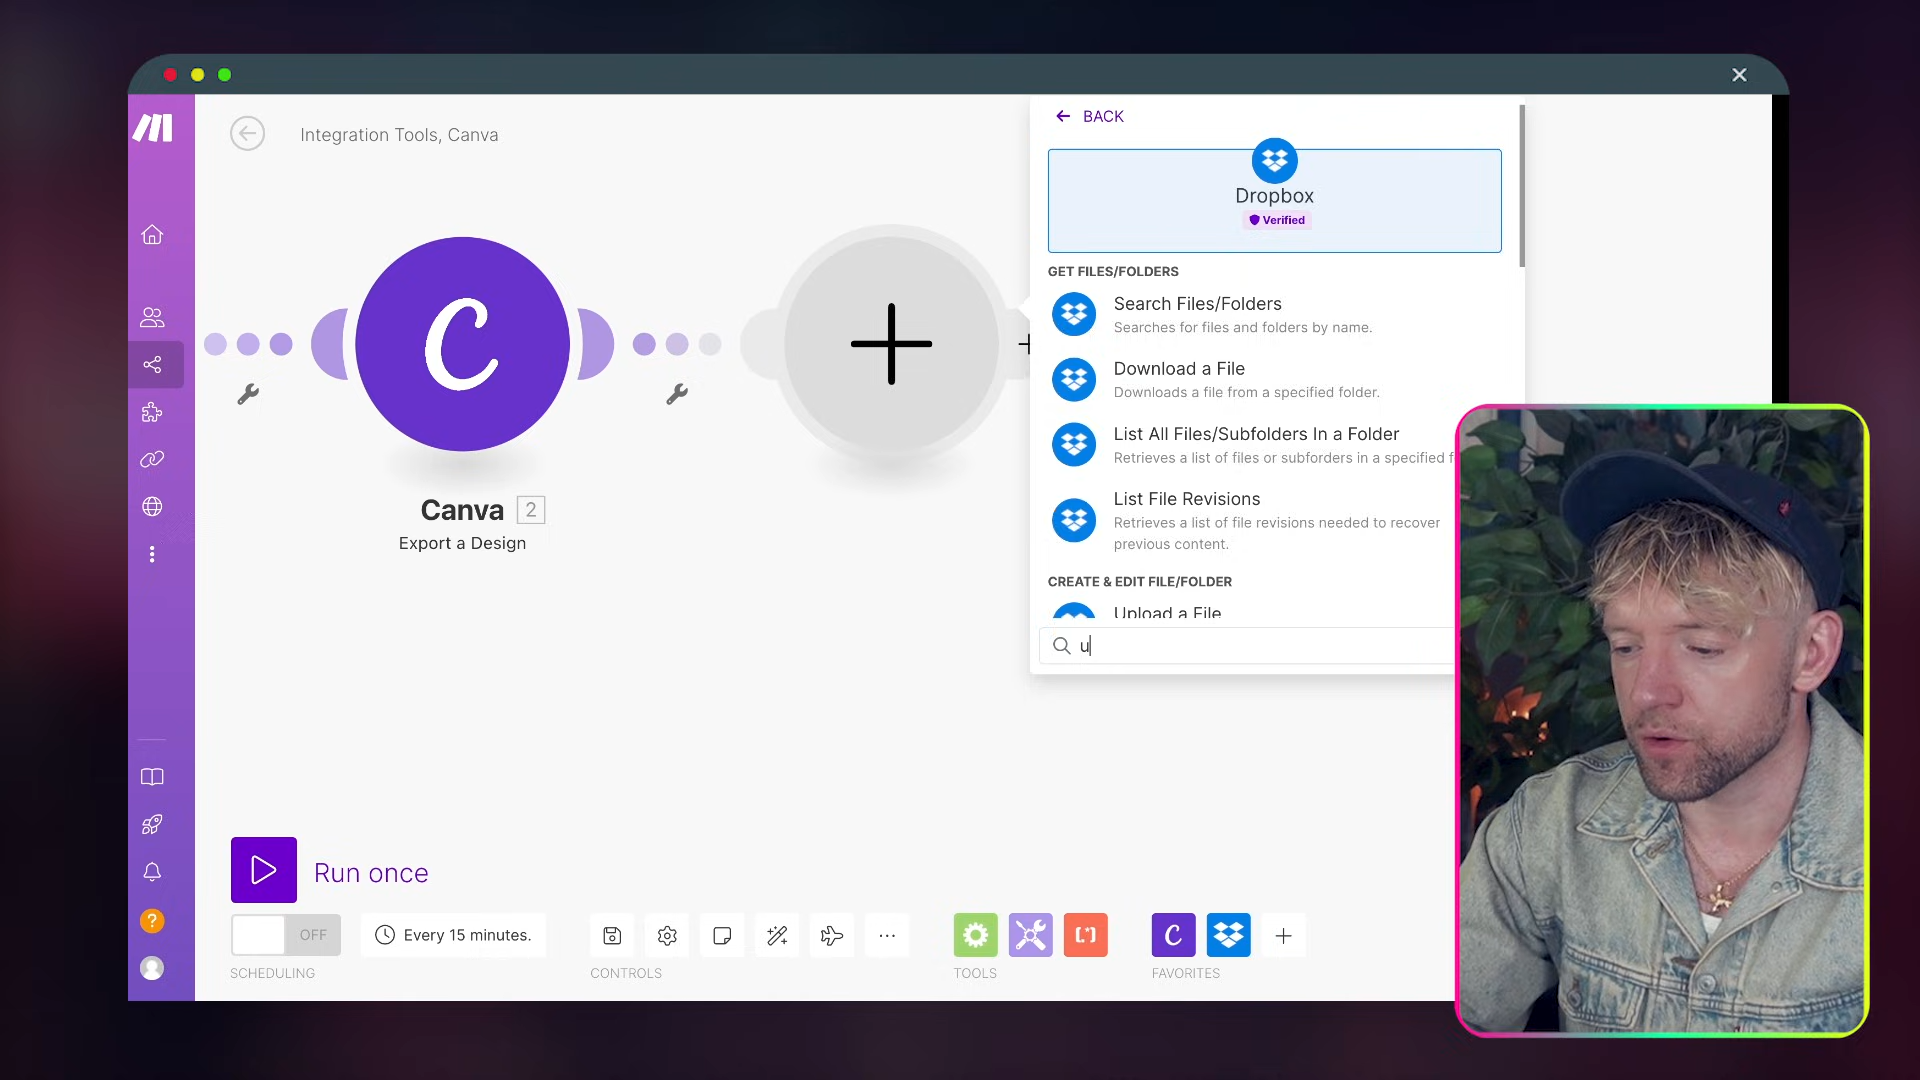 Integration Tools, Canva
BACK
Dropbox
Verified
GET FILES/FOLDERS
Search Files/Folders
Searches for files and folders by name.
Download a File
Downloads a file from a specified folder.
List All Files/Subfolders In a Folder
Retrieves a list of files or subforders in a specified f
List File Revisions
Retrieves a list of file revisions needed to recover
previous content.
CREATE & EDIT FILE/FOLDER
Upload a File
u
Canva 2
Export a Design
Run once
OFF
Every 15 minutes.
SCHEDULING
CONTROLS
TOOLS
FAVORITES